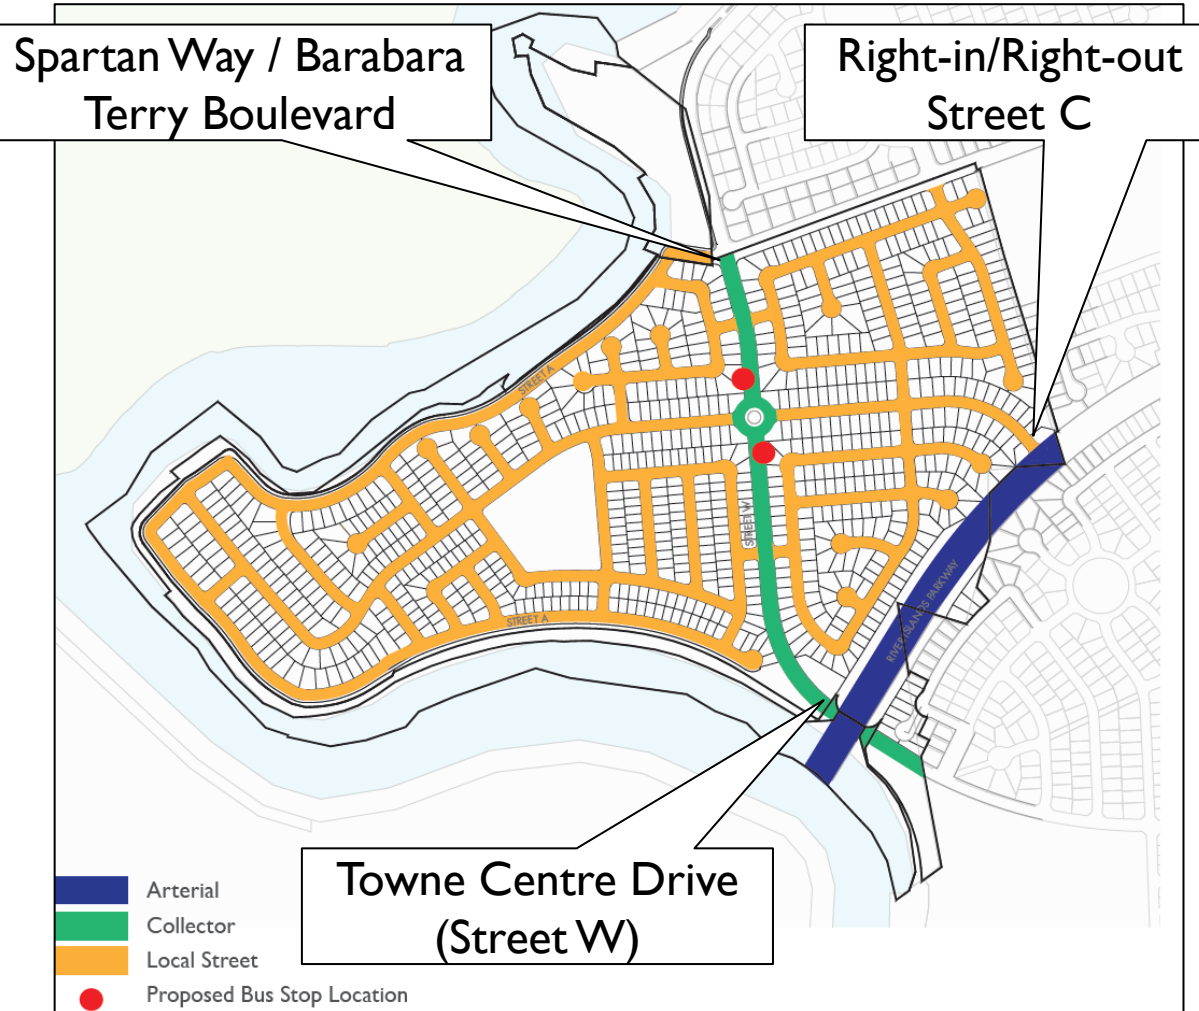 Spartan Way / Barabara
Terry Boulevard
Right-in/Right-out
Street C
STREET A
STREET W
STREET A
RIVER ISLANDS PARKWAY
Towne Centre Drive
(Street W)
Arterial
Collector
Local Street
Proposed Bus Stop Location